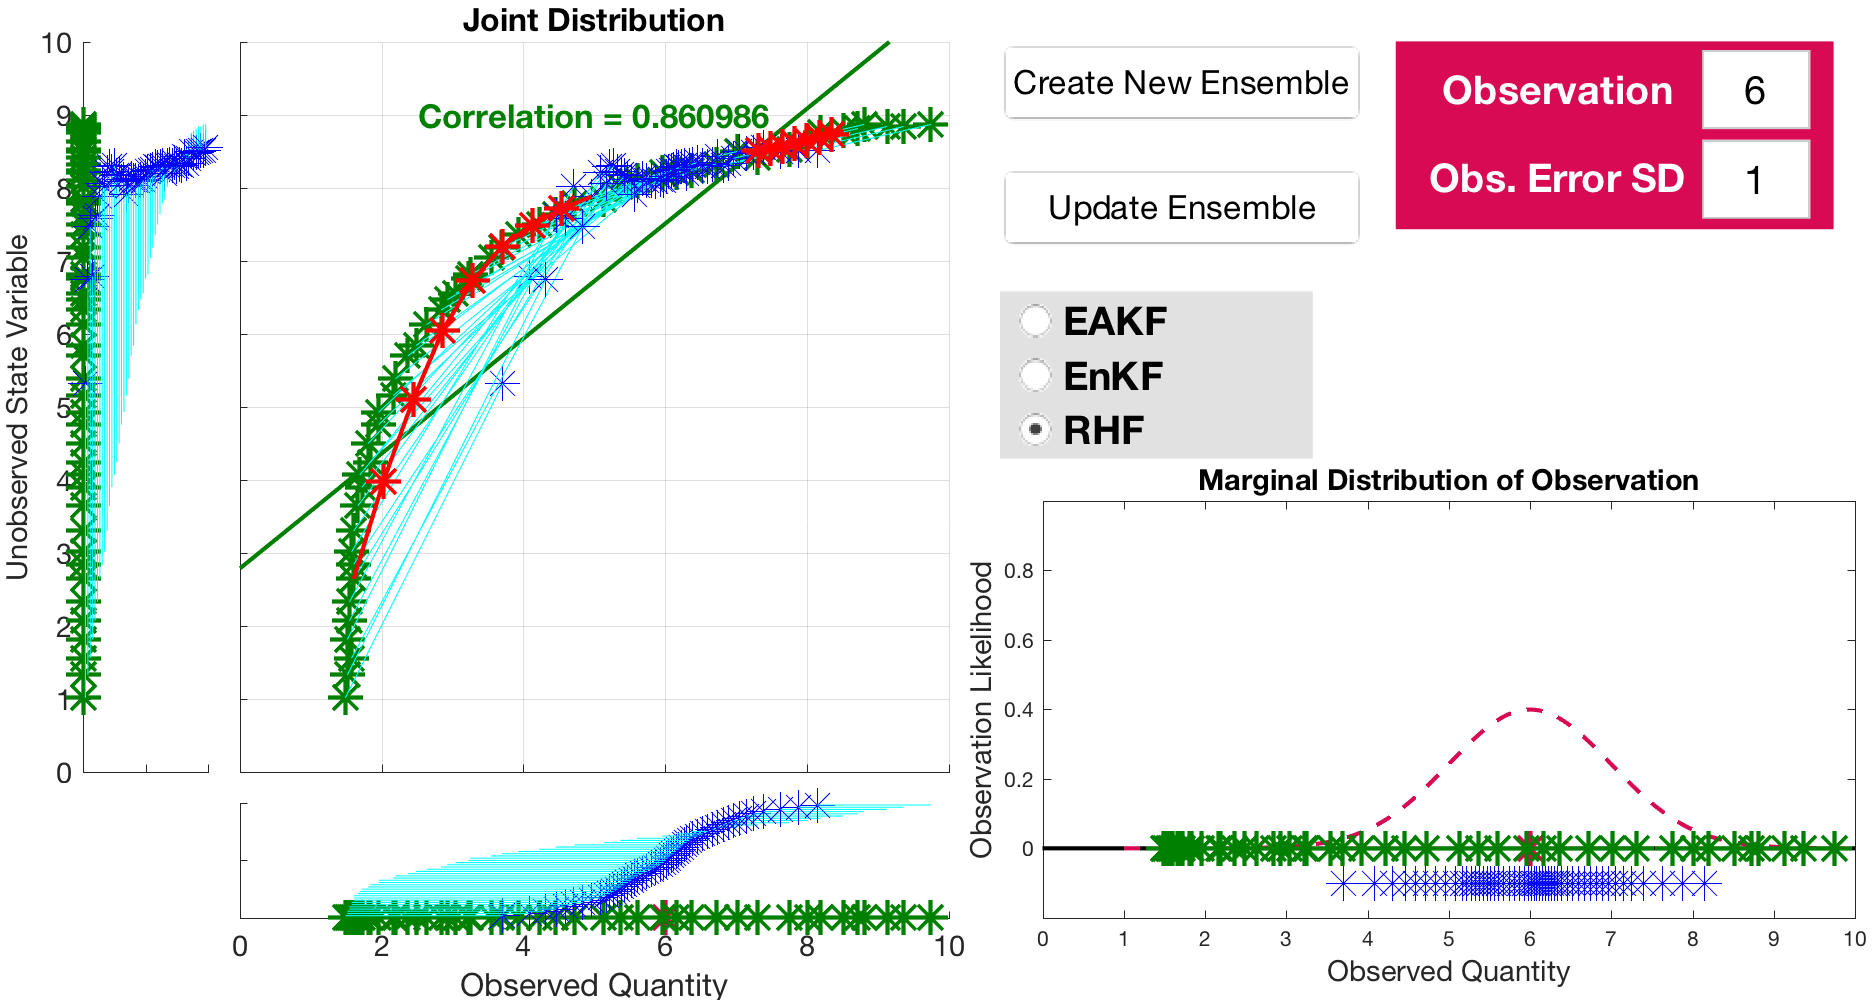 Joint Distribution
Correlation = 0.860986
Unobserved State Variable
10
9
8
7
6
5
4
3
2
1
0
0 2 4 6 8 10
Observed Quantity
Create New Ensemble
Update Ensemble
Observation 6
Obs. Error SD 1
EAKF
EnKF
RHF
Marginal Distribution of Observation
Observation Likelihood
0.8
0.6
0.4
0.2
0
0 1 2 3 4 5 6 7 8 9 10
Observed Quantity